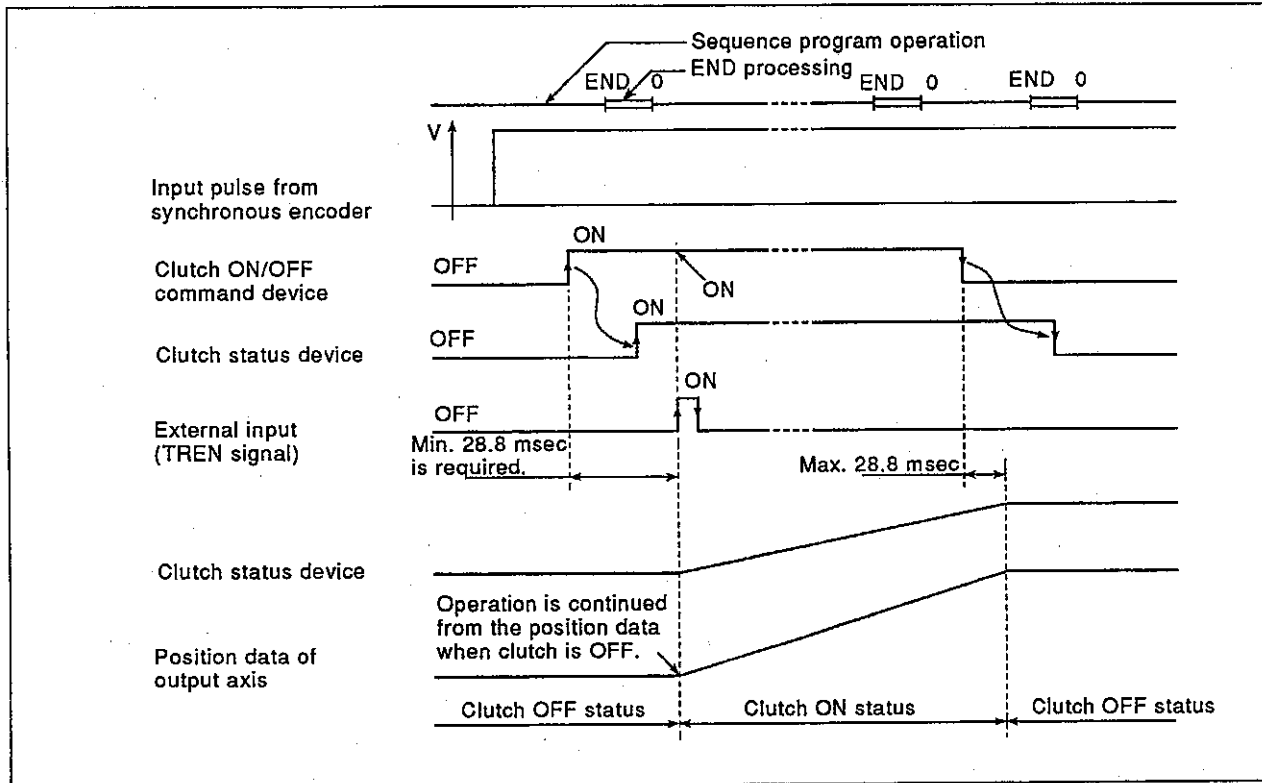 Sequence program operation
END processing
END 0
END 0
END 0
V
Input pulse from
synchronous encoder
ON
Clutch ON/OFF
command device
OFF
ON
ON
Clutch status device
OFF
ON
External input
(TREN signal)
OFF
Min. 28.8 msec
is required.
Max. 28.8 msec
Clutch status device
Operation is continued
from the position data
when clutch is OFF.
Position data of
output axis
Clutch OFF status
Clutch ON status
Clutch OFF status